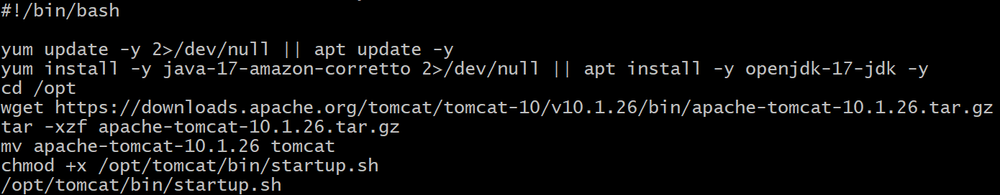 #!/bin/bash
yum update -y 2>/dev/null || apt update -y
yum install -y java-17-amazon-corretto 2>/dev/null || apt install -y openjdk-17-jdk -y
cd /opt
wget https://downloads.apache.org/tomcat/tomcat-10/v10.1.26/bin/apache-tomcat-10.1.26.tar.gz
tar -xzf apache-tomcat-10.1.26.tar.gz
mv apache-tomcat-10.1.26 tomcat
chmod +x /opt/tomcat/bin/startup.sh
/opt/tomcat/bin/startup.sh